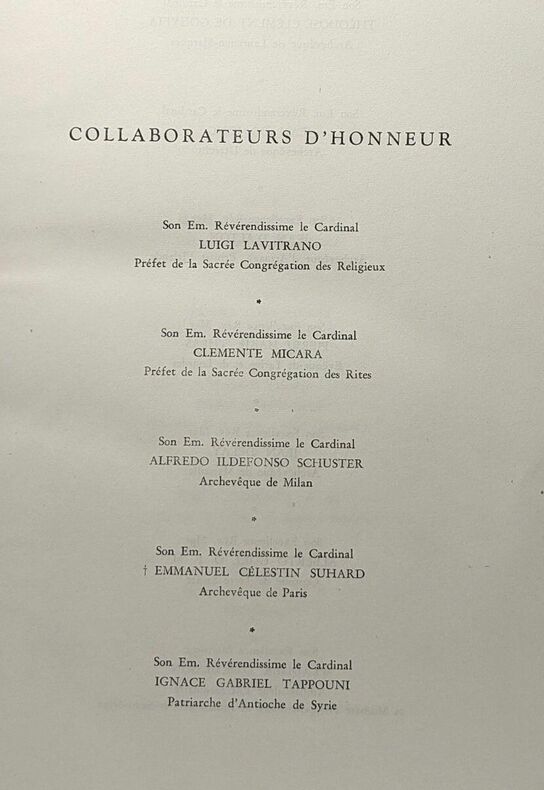 COLLABORATEURS D'HONNEUR
Son Em. Révérendissime le Cardinal
LUIGI LAVITRANO
Préfet de la Sacrée Congrégation des Religieux
*
Son Em. Révérendissime le Cardinal
CLEMENTE MICARA
Préfet de la Sacrée Congrégation des Rites
*
Son Em. Révérendissime le Cardinal
ALFREDO ILDEFONSO SCHUSTER
Archevêque de Milan
*
Son Em. Révérendissime le Cardinal
† EMMANUEL CÉLESTIN SUHARD
Archevêque de Paris
*
Son Em. Révérendissime le Cardinal
IGNACE GABRIEL TAPPOUNI
Patriarche d'Antioche de Syrie